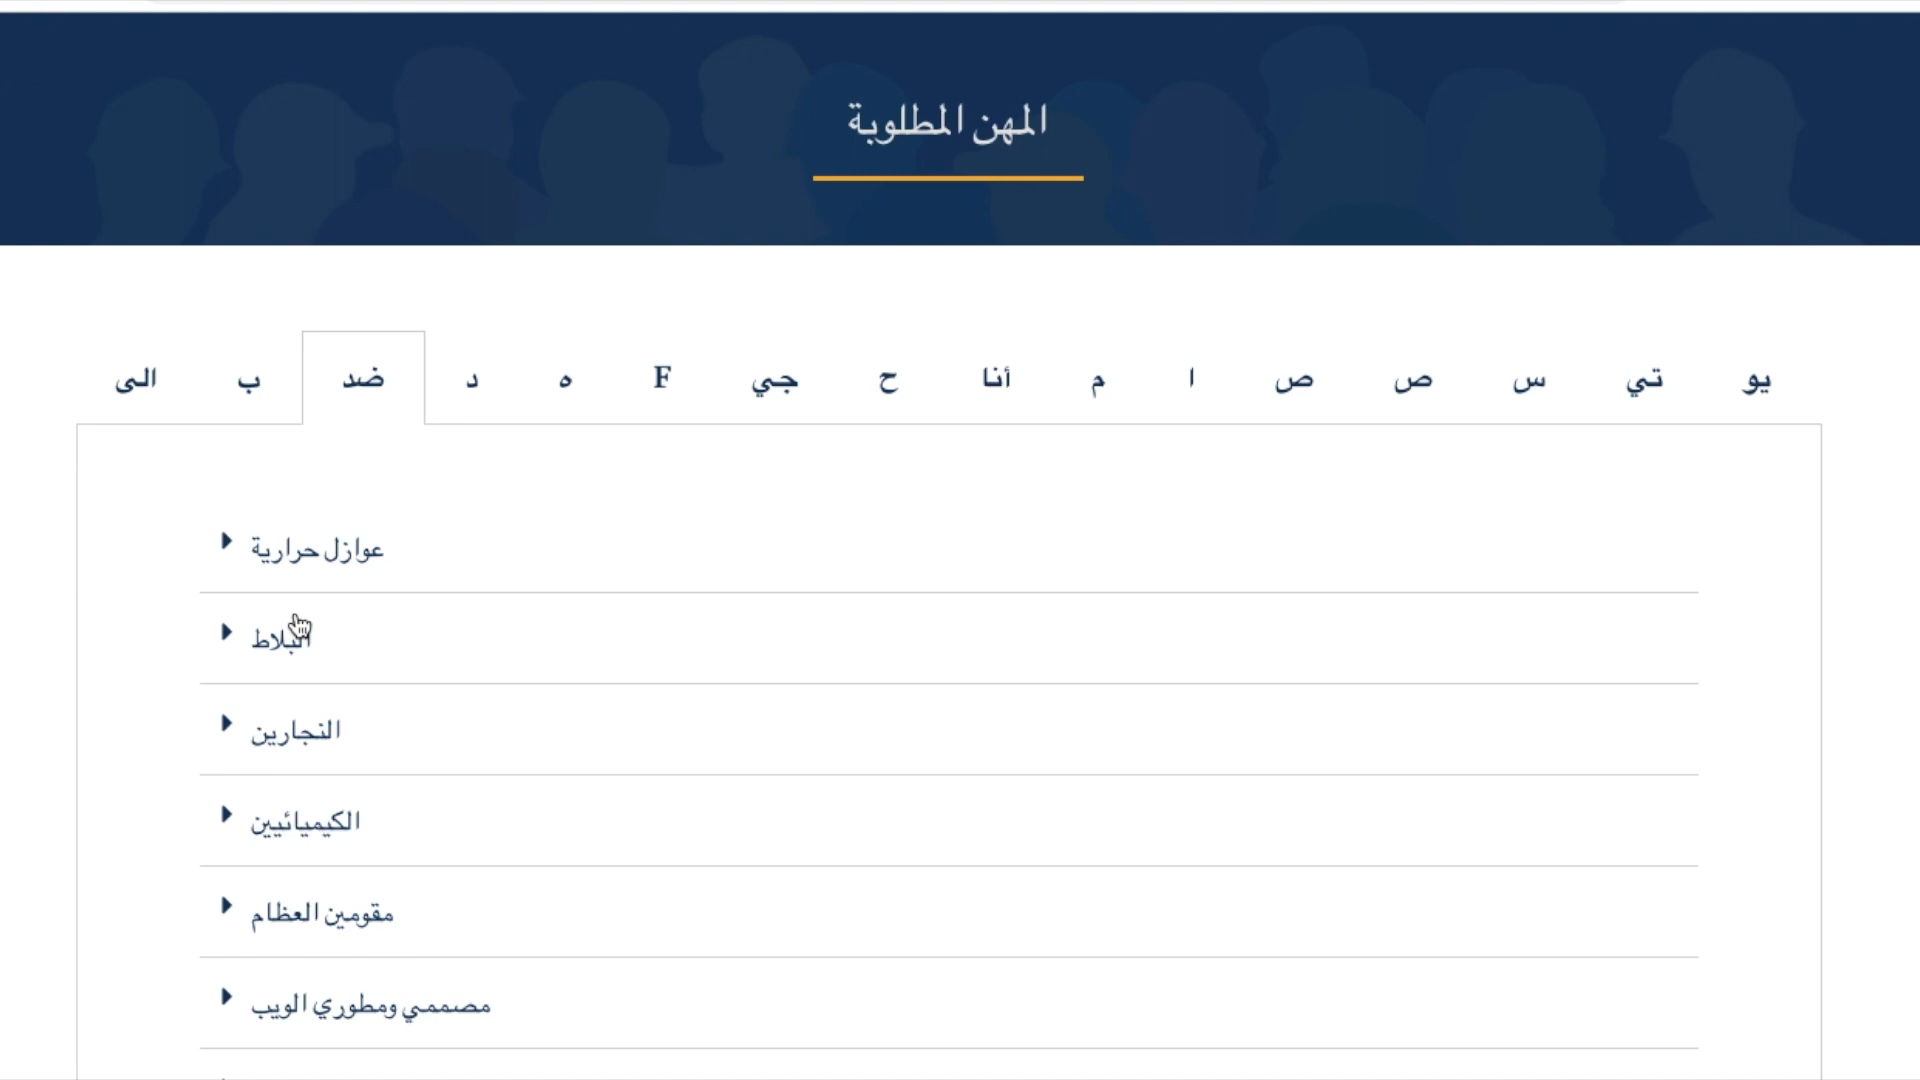 المهن المطلوبة
الى ب ضد د ه F جي ح أنا م ا ص ص س تي يو
عوازل حرارية
البلاط
النجارين
الكيميائيين
مقومين العظام
مصممي ومطوري الويب